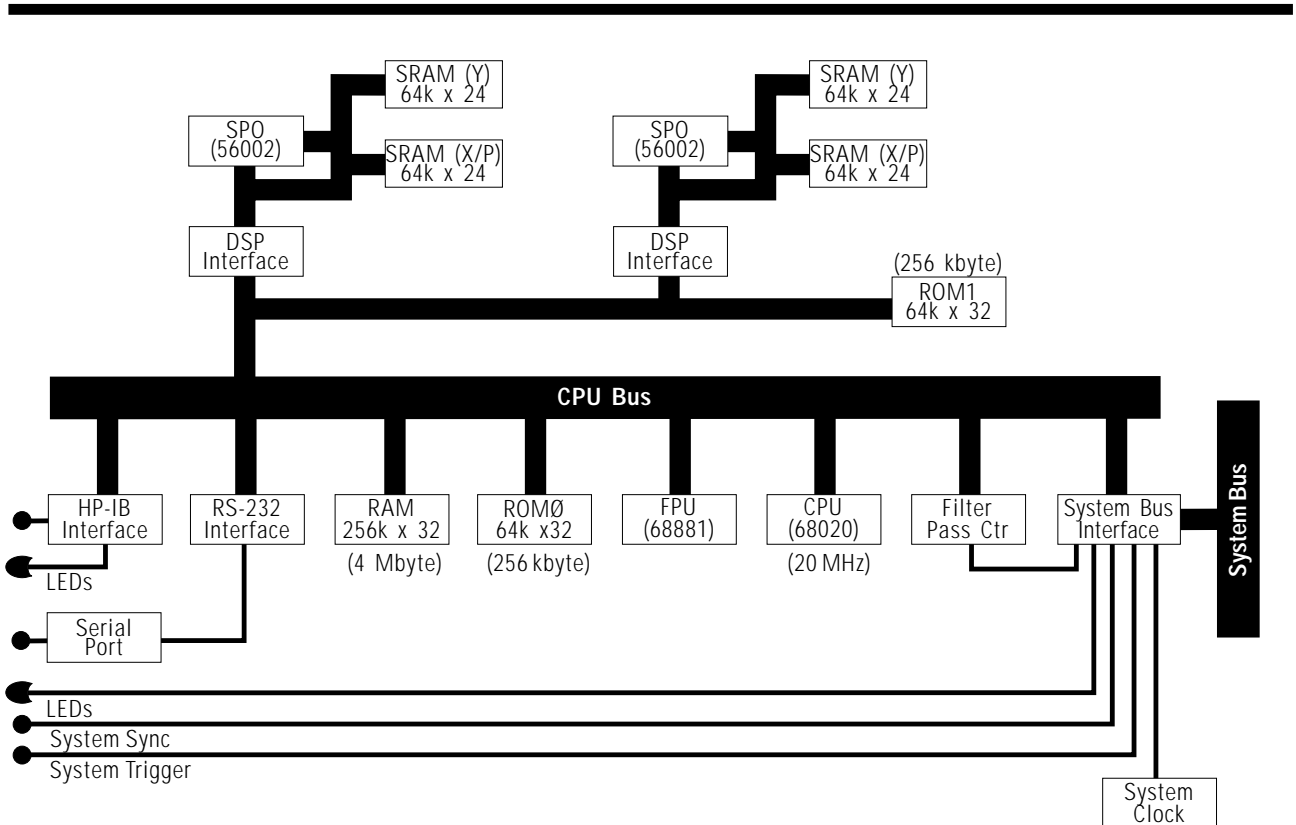 SRAM (Y)
64k x 24
SPO
(56002)
SRAM (X/P)
64k x 24
DSP
Interface
SRAM (Y)
64k x 24
SPO
(56002)
SRAM (X/P)
64k x 24
DSP
Interface
(256 kbyte)
ROM1
64k x 32
CPU Bus
System Bus
HP-IB
Interface
RS-232
Interface
RAM
256k x 32
(4 Mbyte)
ROMØ
64k x32
(256 kbyte)
FPU
(68881)
CPU
(68020)
(20 MHz)
Filter
Pass Ctr
System Bus
Interface
LEDs
Serial
Port
LEDs
System Sync
System Trigger
System
Clock